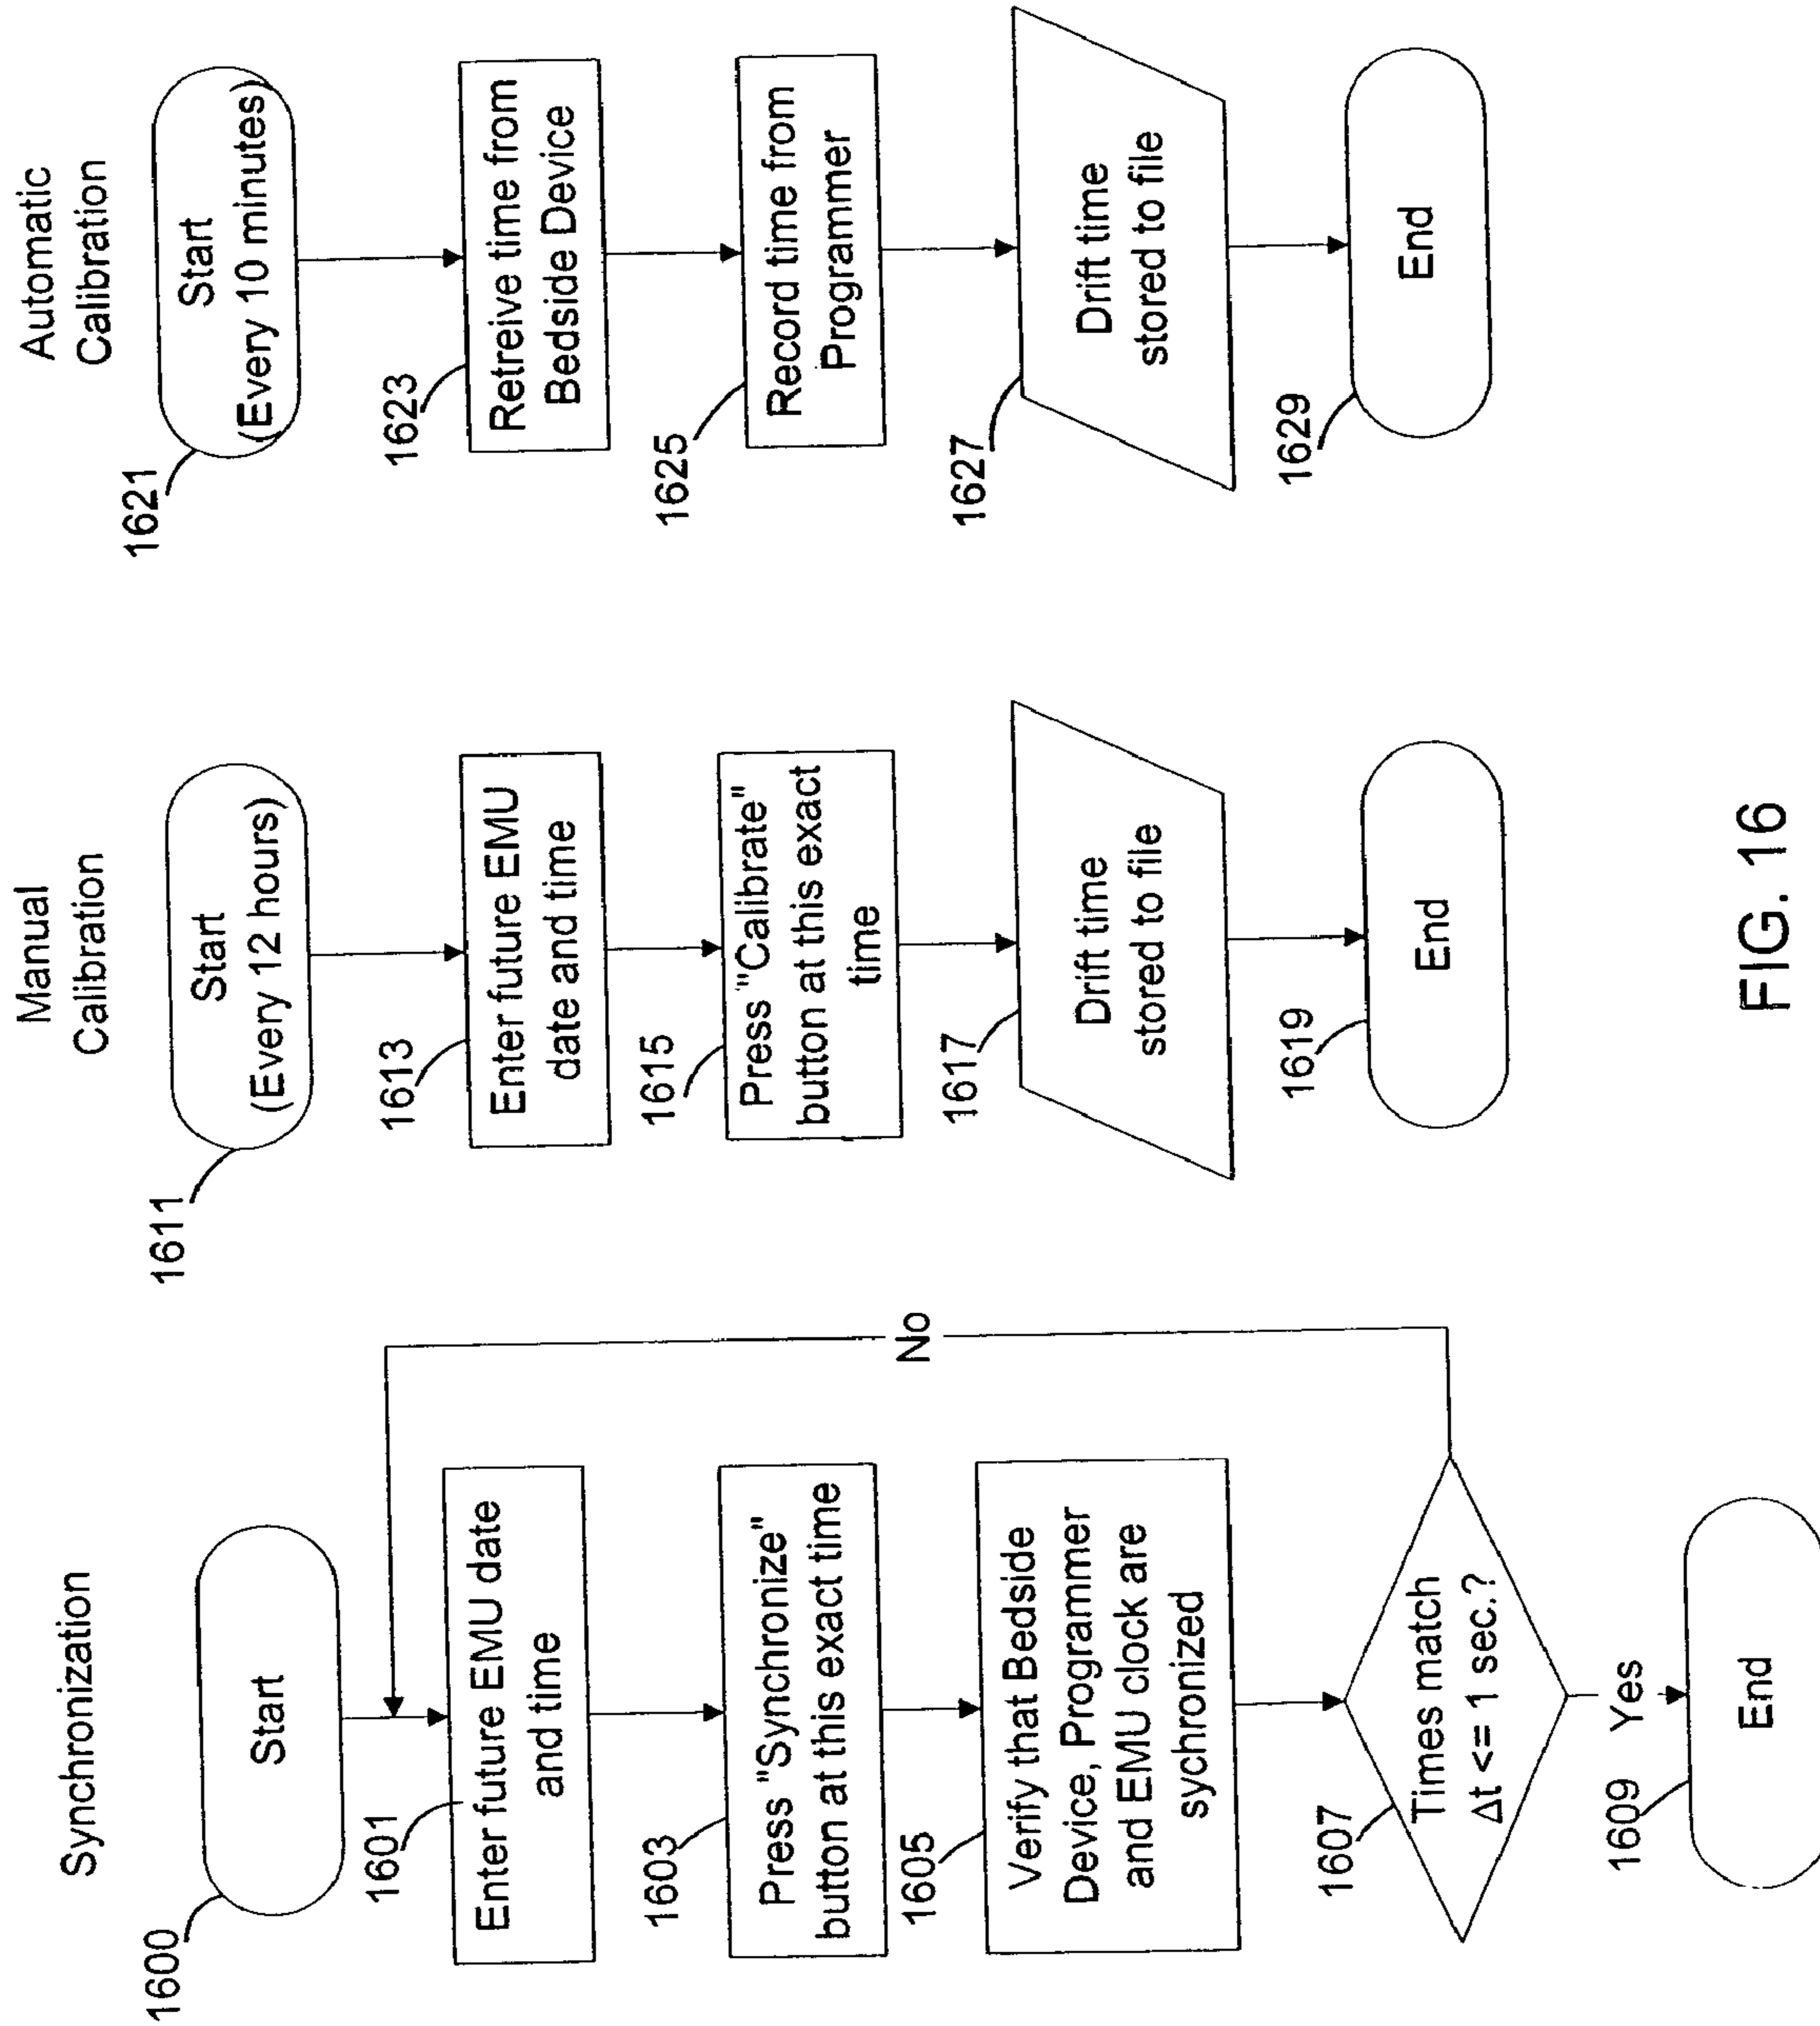 Synchronization
1600
Start
1601
Enter future EMU date
and time
1603
Press "Synchronize"
button at this exact time
1605
Verify that Bedside
Device, Programmer
and EMU clock are
sychronized
1607
Times match
Δt <= 1 sec.?
No
Yes
1609
End
Manual
Calibration
1611
Start
(Every 12 hours)
1613
Enter future EMU
date and time
1615
Press "Calibrate"
button at this exact
time
1617
Drift time
stored to file
1619
End
Automatic
Calibration
1621
Start
(Every 10 minutes)
1623
Retreive time from
Bedside Device
1625
Record time from
Programmer
1627
Drift time
stored to file
1629
End
FIG. 16